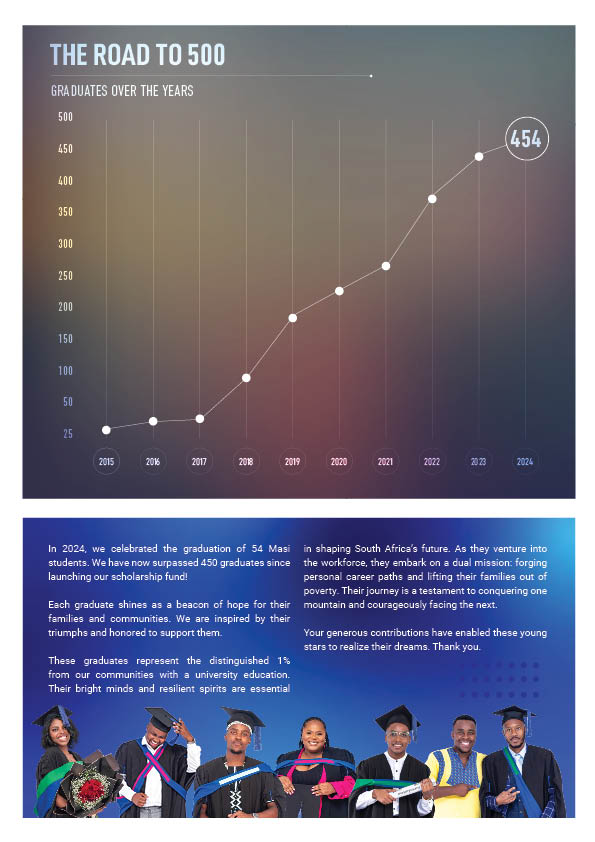 THE ROAD TO 500
GRADUATES OVER THE YEARS
500
450
400
350
300
250
200
150
100
50
25
454
2015 2016 2017 2018 2019 2020 2021 2022 2023 2024
In 2024, we celebrated the graduation of 54 Masi
students. We have now surpassed 450 graduates since
launching our scholarship fund!
Each graduate shines as a beacon of hope for their
families and communities. We are inspired by their
triumphs and honored to support them.
These graduates represent the distinguished 1%
from our communities with a university education.
Their bright minds and resilient spirits are essential
in shaping South Africa's future. As they venture into
the workforce, they embark on a dual mission: forging
personal career paths and lifting their families out of
poverty. Their journey is a testament to conquering one
mountain and courageously facing the next.
Your generous contributions have enabled these young
stars to realize their dreams. Thank you.